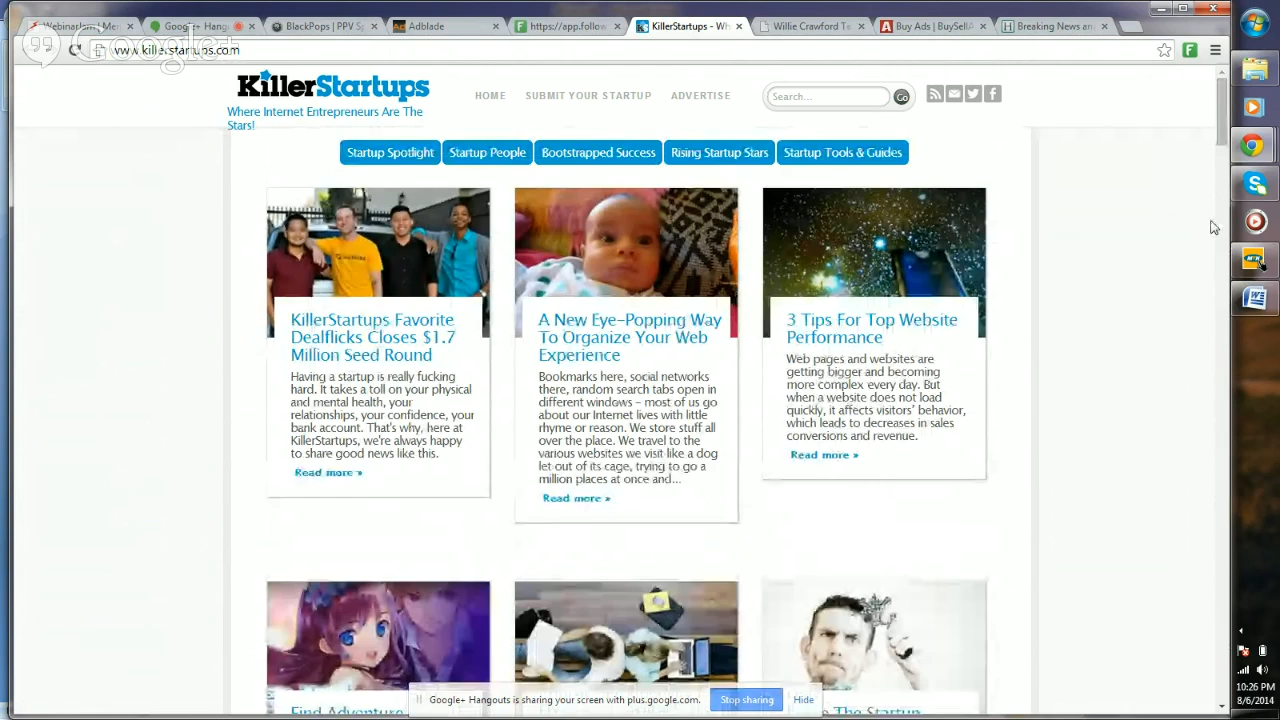 Webinarjam | Me
Google+ Hang
BlackPops | PPV Sp
Adblade
https://app.follow
KillerStartups - Wh
Willie Crawford Te
Buy Ads | BuySellA
Breaking News an
Google+
www.killerstartups.com
KillerStartups
Where Internet Entrepreneurs Are The
Stars!
HOME
SUBMIT YOUR STARTUP
ADVERTISE
Search...
Go
Startup Spotlight
Startup People
Bootstrapped Success
Rising Startup Stars
Startup Tools & Guides
KillerStartups Favorite
Dealflicks Closes $1.7
Million Seed Round
Having a startup is really fucking
hard. It takes a toll on your physical
and mental health, your
relationships, your confidence, your
bank account. That's why, here at
KillerStartups, we're always happy
to share good news like this.
Read more »
A New Eye-Popping Way
To Organize Your Web
Experience
Bookmarks here, social networks
there, random search tabs open in
different windows – most of us go
about our Internet lives with little
rhyme or reason. We store stuff all
over the place. We travel to the
various websites we visit like a dog
let out of its cage, trying to go a
million places at once and...
Read more »
3 Tips For Top Website
Performance
Web pages and websites are
getting bigger and becoming
more complex every day. But
when a website does not load
quickly, it affects visitors' behavior,
which leads to decreases in sales
conversions and revenue.
Read more »
Find Adventure
The Startup
Google+ Hangouts is sharing your screen with plus.google.com.
Stop sharing
Hide
10:26 PM
8/6/2014